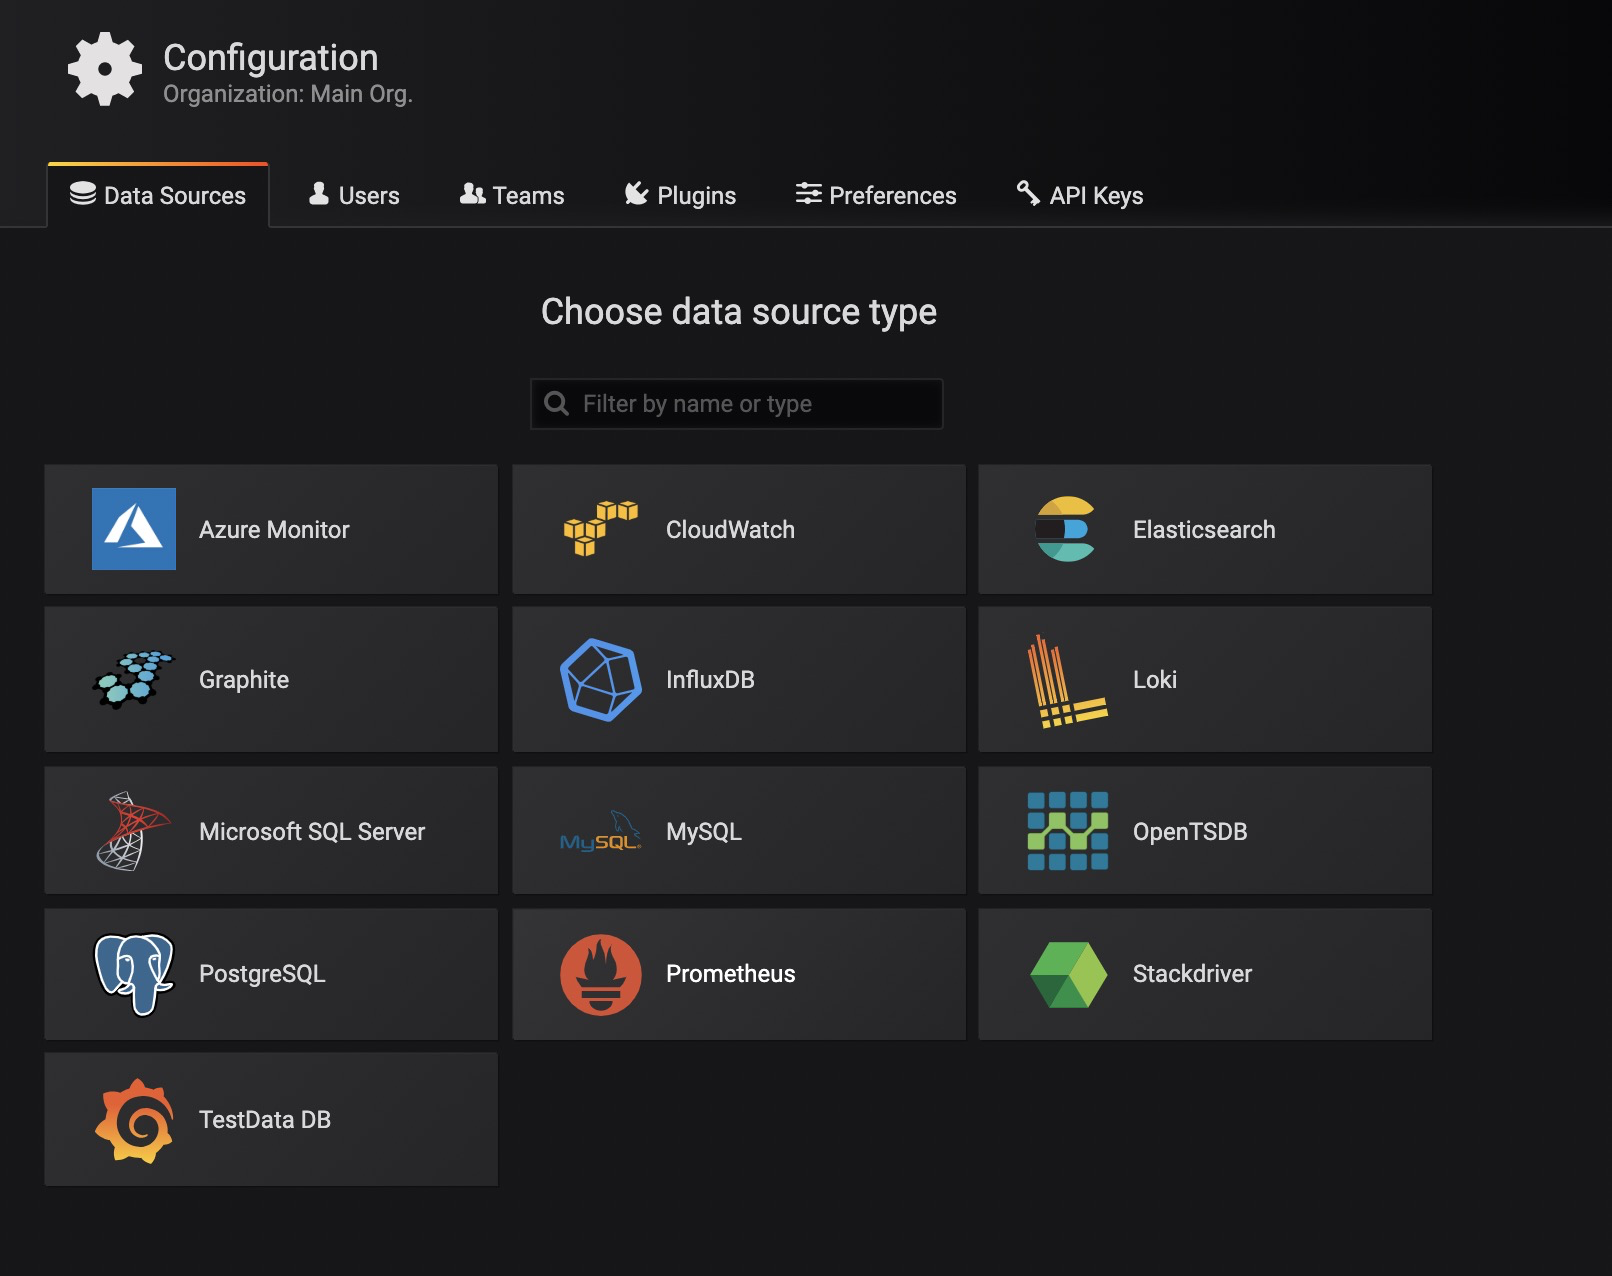 Configuration
Organization: Main Org.
Data Sources
Users
Teams
Plugins
Preferences
API Keys
Choose data source type
Filter by name or type
Azure Monitor
CloudWatch
Elasticsearch
Graphite
InfluxDB
Loki
Microsoft SQL Server
MySQL
MySQL
OpenTSDB
PostgreSQL
Prometheus
Stackdriver
TestData DB